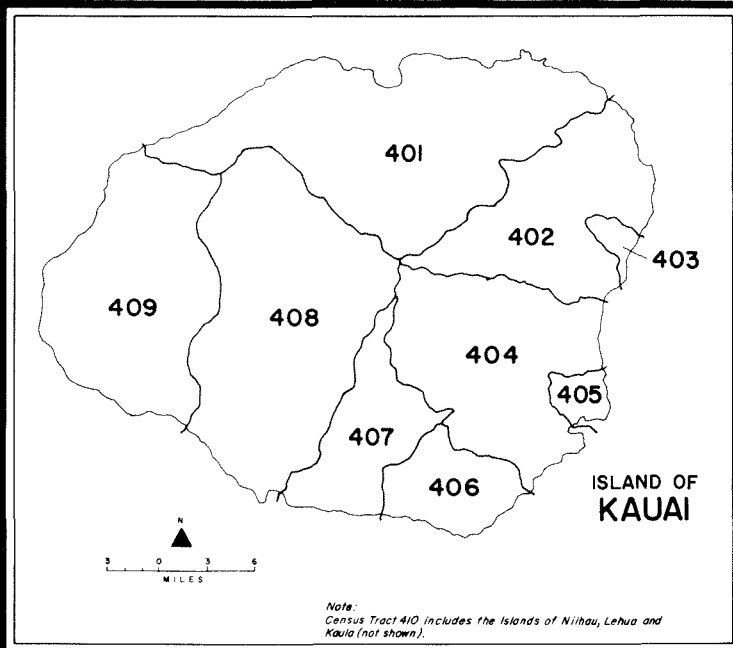 401
402
403
409
408
404
405
407
406
ISLAND OF
KAUAI
N
3 0 3 6
MILES
Note:
Census Tract 410 includes the Islands of Niihau, Lehua and
Kaula (not shown).